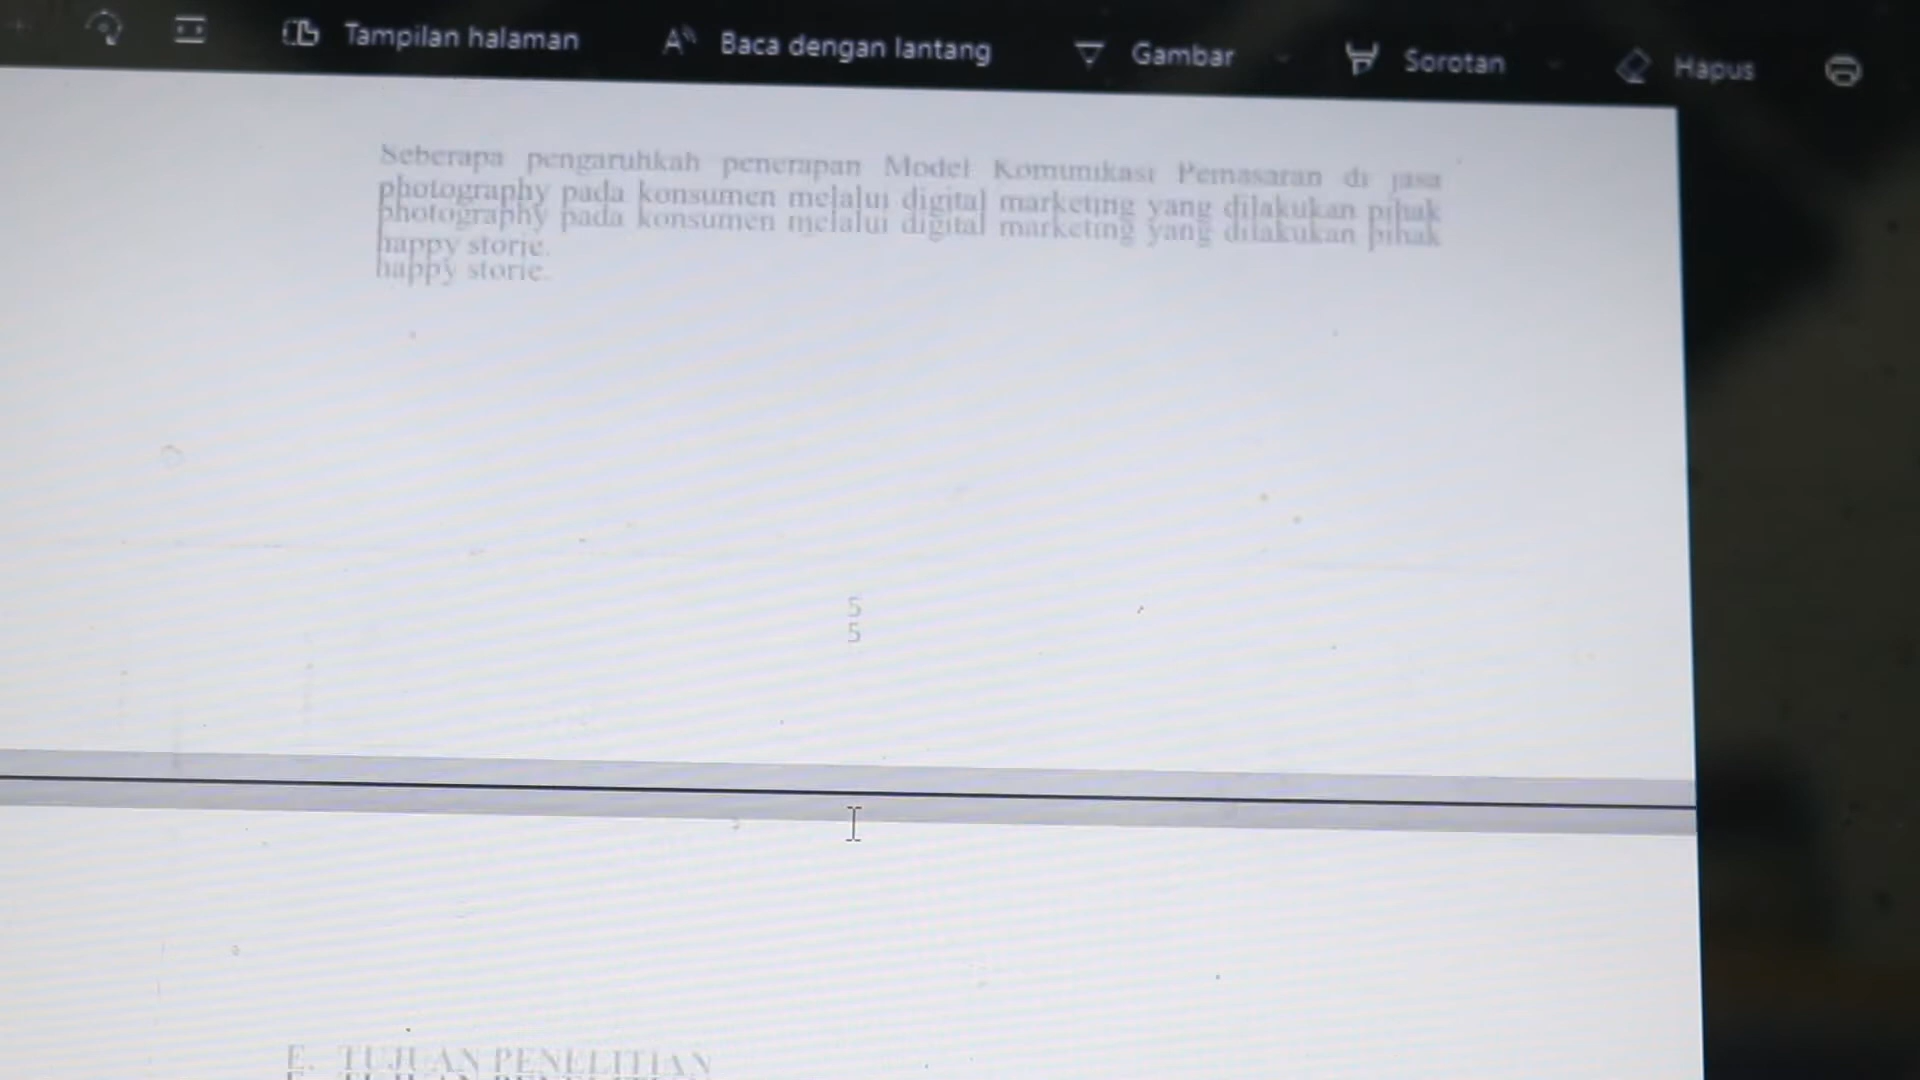 Tampilan halaman
Baca dengan lantang
Gambar
Sorotan
Hapus
Seberapa pengaruhkah penerapan Model Komunikasi Pemasaran di jasa
photography pada konsumen melalui digital marketing yang dilakukan pihak
photography pada konsumen melalui digital marketing yang dilakukan pihak
happy storie.
happy storie.
5
5
E. TUJUAN PENELITIAN
E. TUJUAN PENELITIAN